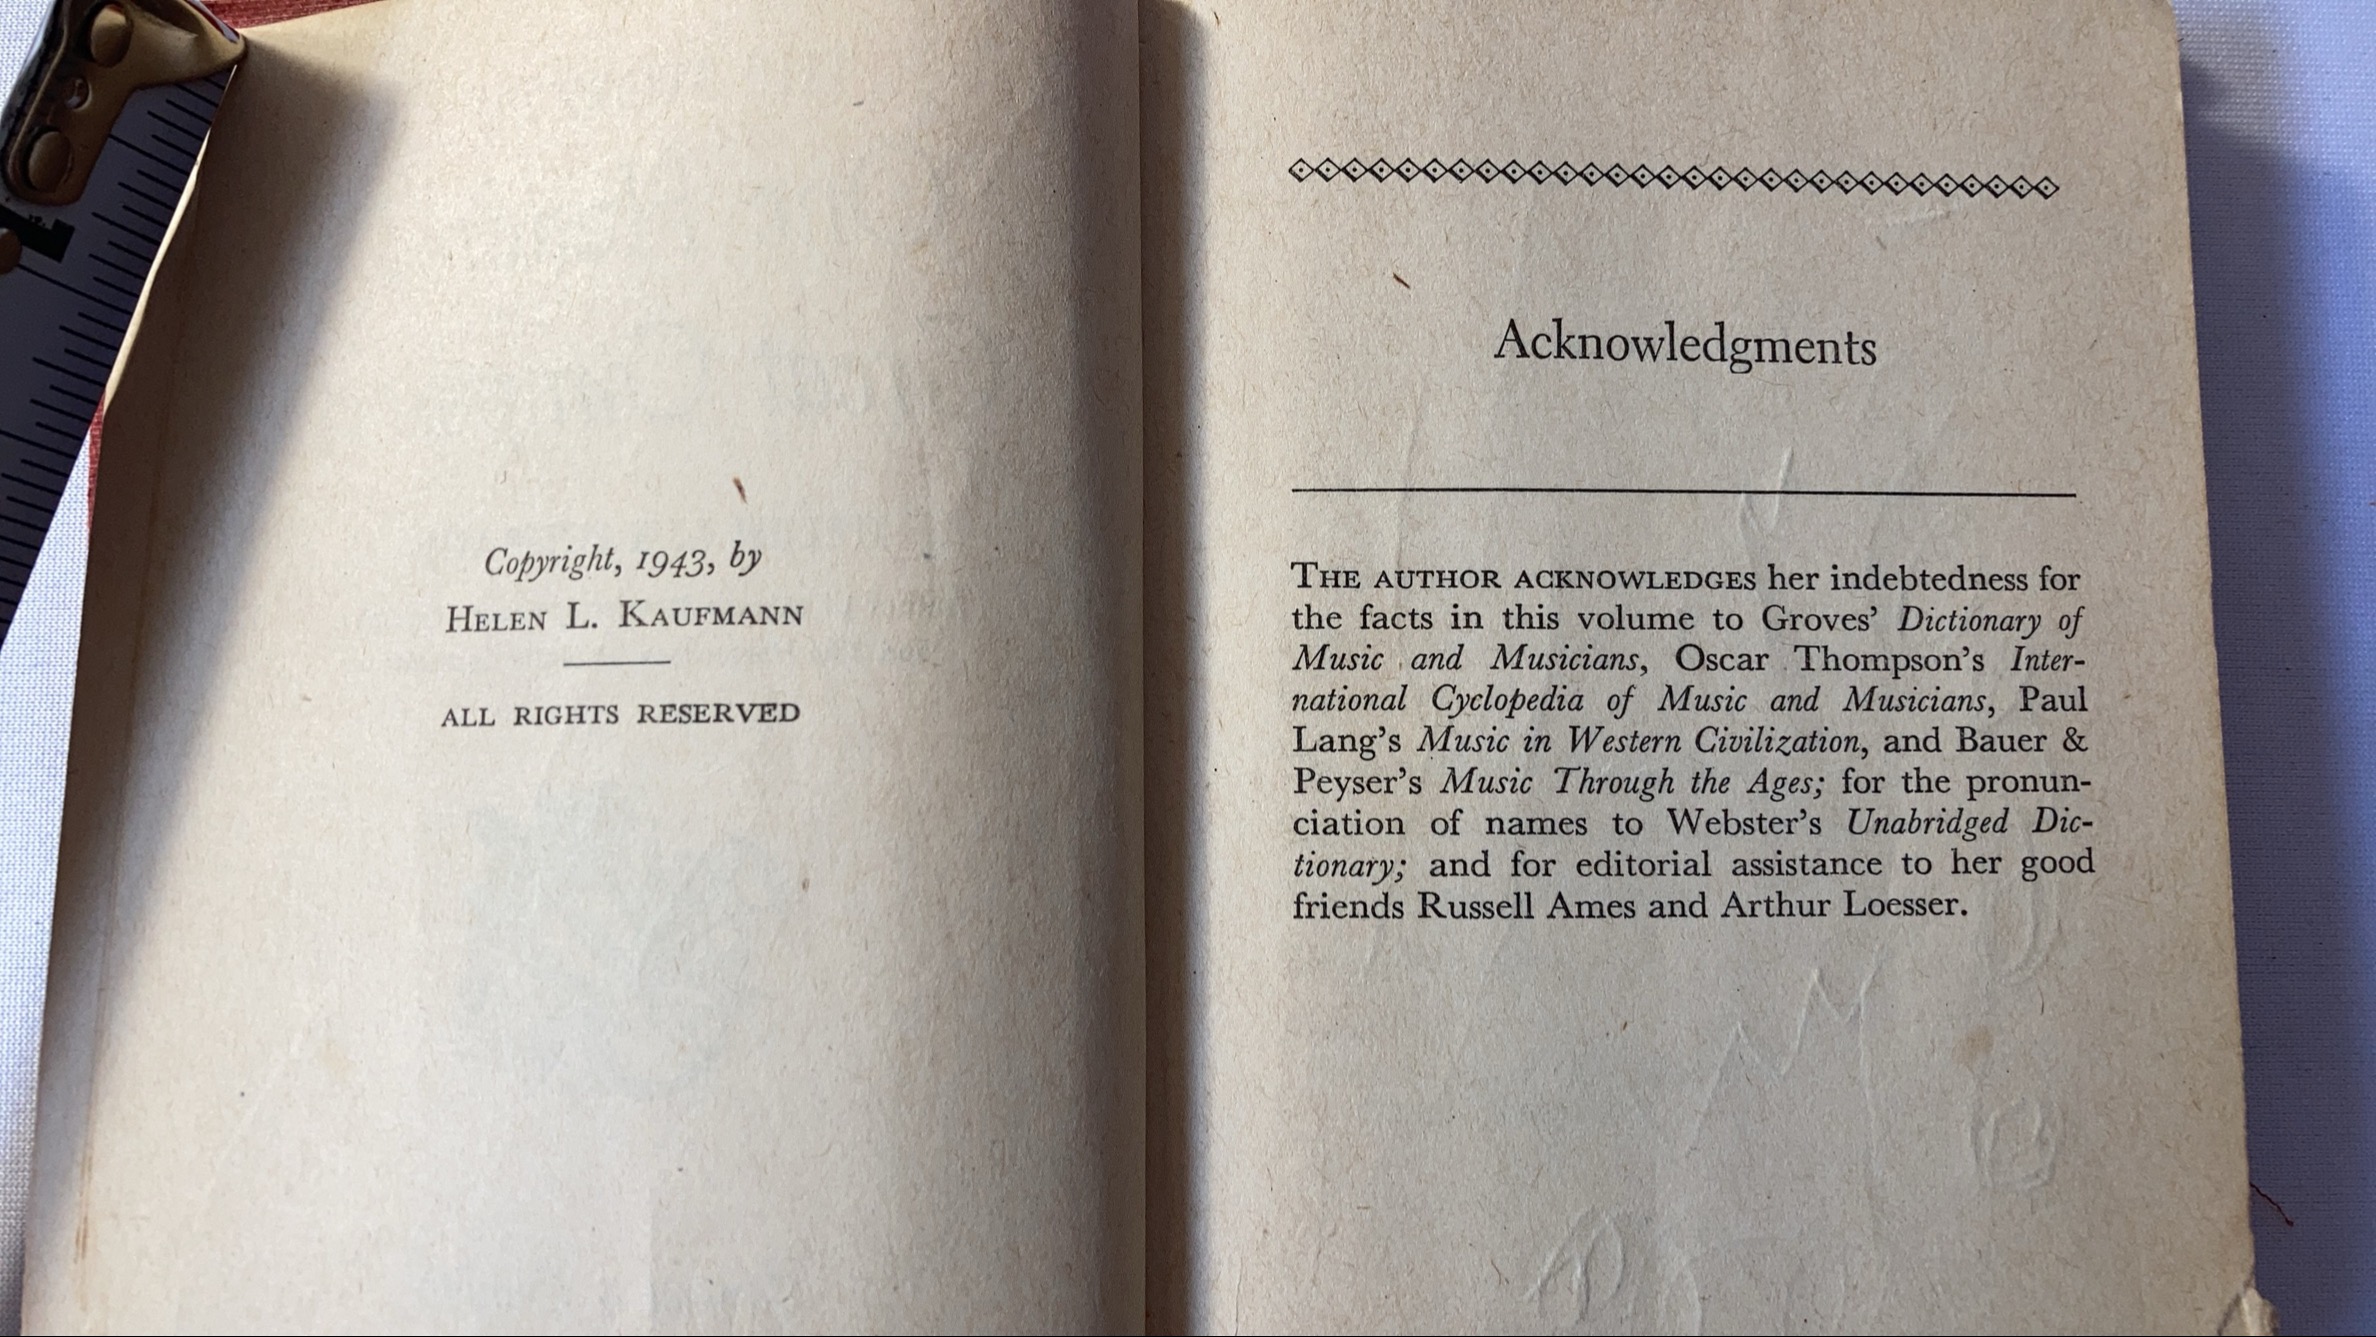 Copyright, 1943, by
HELEN L. KAUFMANN
ALL RIGHTS RESERVED
Acknowledgments
THE AUTHOR ACKNOWLEDGES her indebtedness for
the facts in this volume to Groves' Dictionary of
Music and Musicians, Oscar Thompson's Inter-
national Cyclopedia of Music and Musicians, Paul
Lang's Music in Western Civilization, and Bauer &
Peyser's Music Through the Ages; for the pronun-
ciation of names to Webster's Unabridged Dic-
tionary; and for editorial assistance to her good
friends Russell Ames and Arthur Loesser.